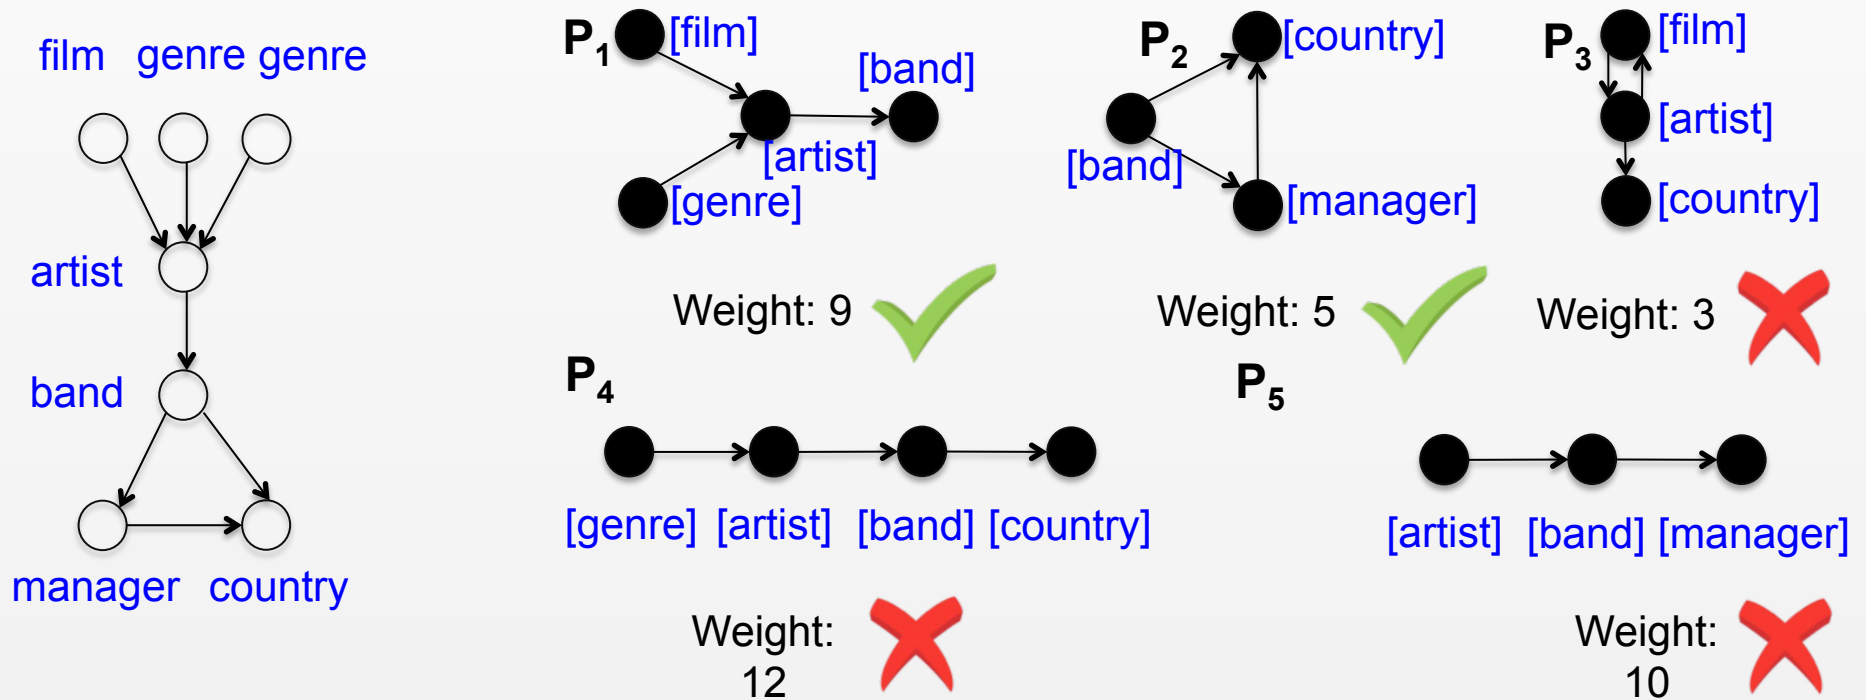 film genre genre
artist
band
manager country
P1 [film]
[band]
[artist]
[genre]
Weight: 9
P2 [country]
[band]
[manager]
Weight: 5
P3 [film]
[artist]
[country]
Weight: 3
P4
[genre] [artist] [band] [country]
Weight:
12
P5
[artist] [band] [manager]
Weight:
10